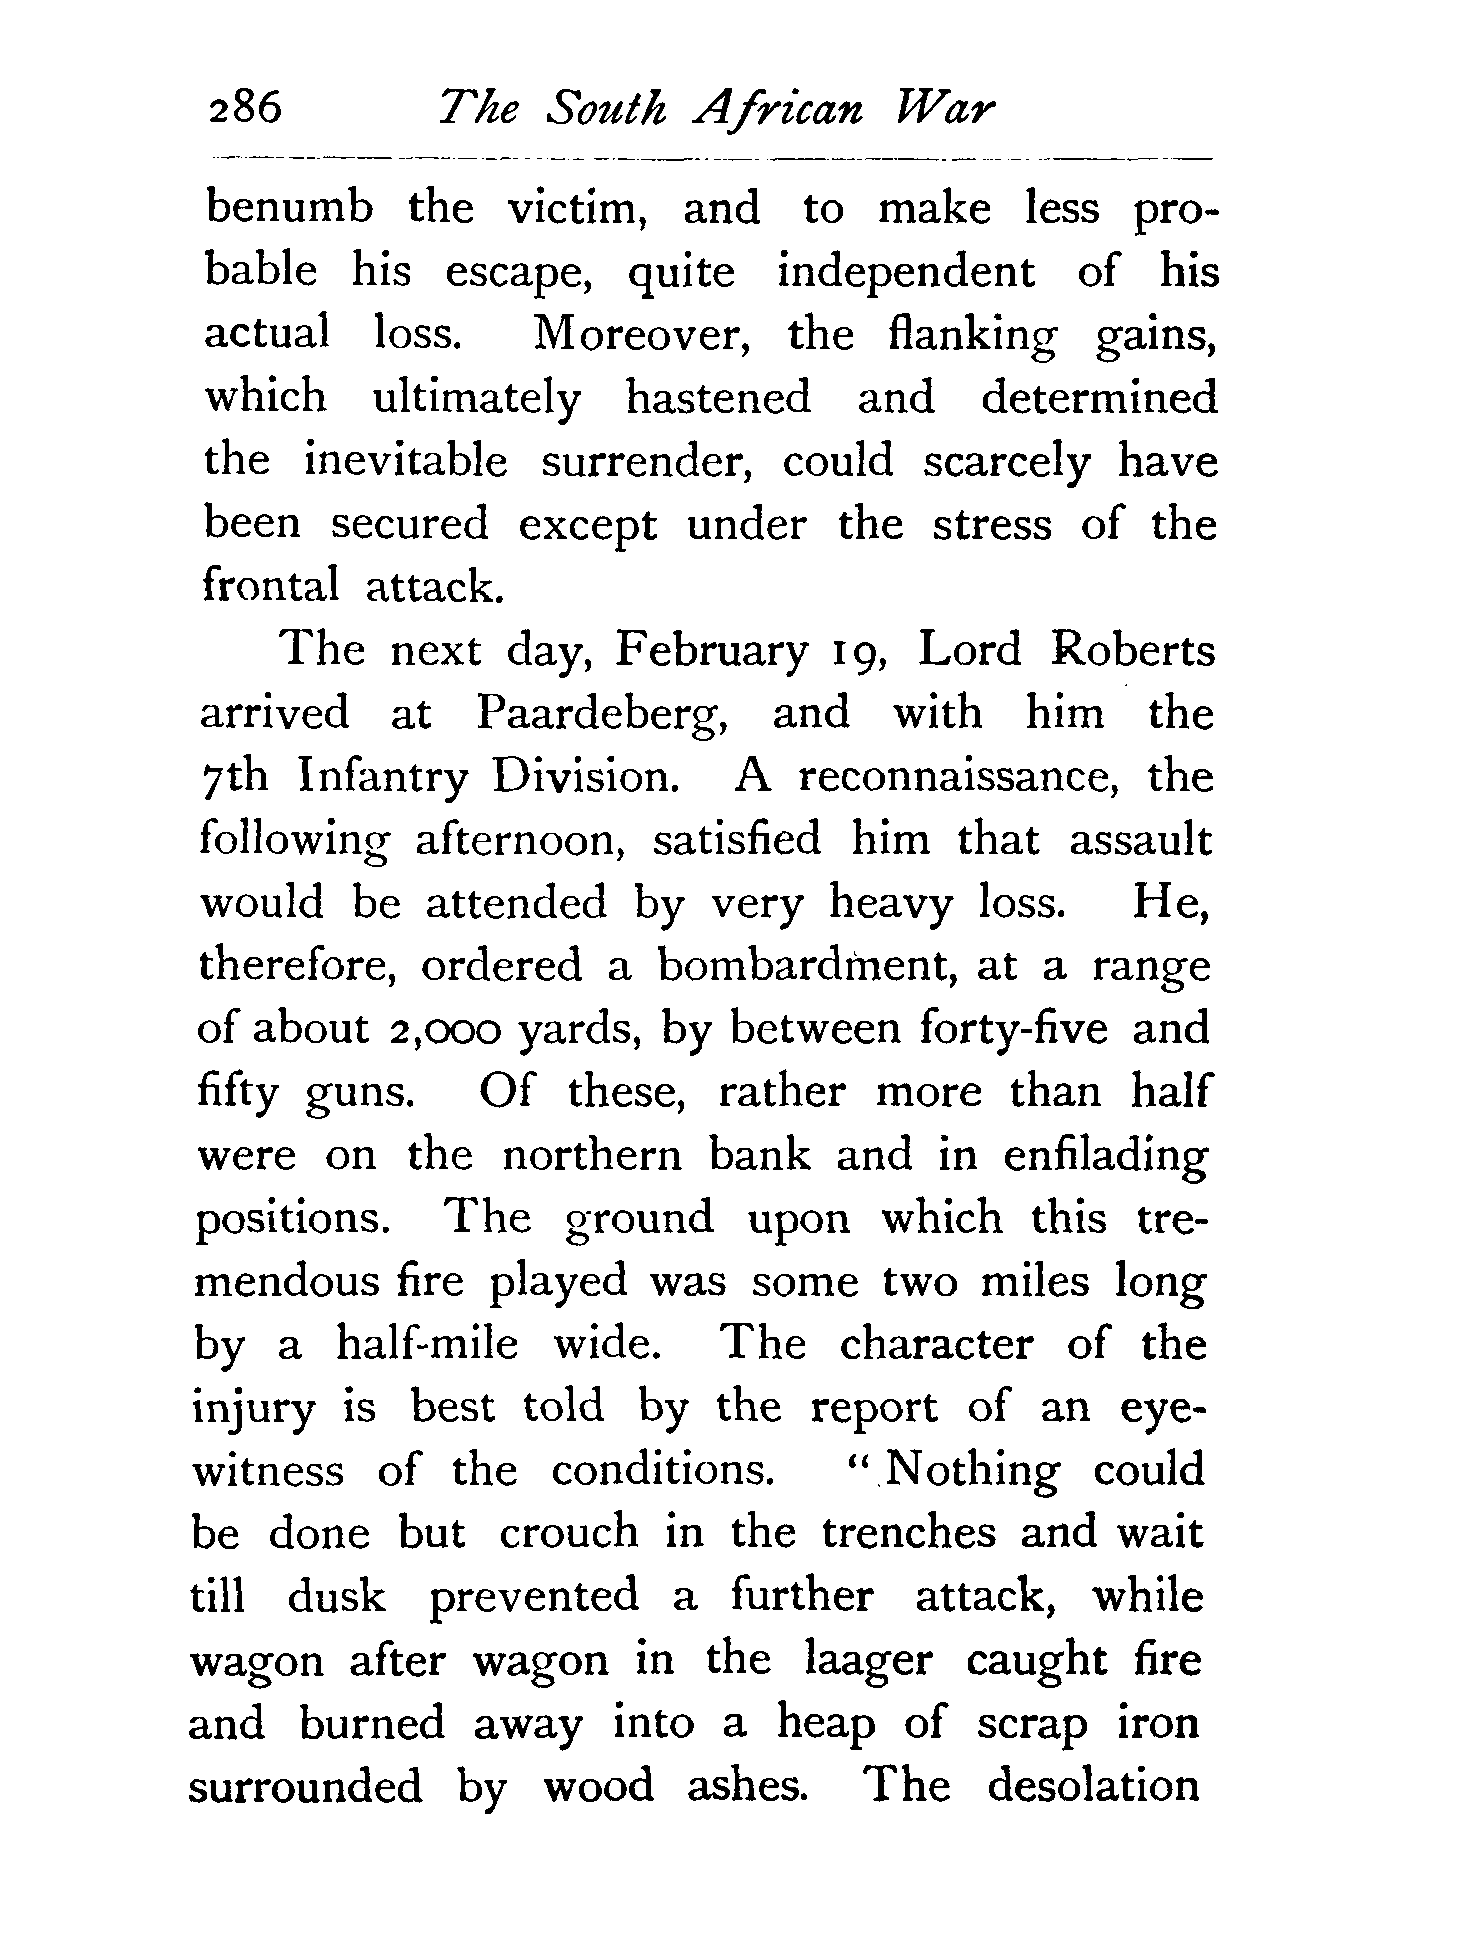 286 The South African War
benumb the victim, and to make less pro-
bable his escape, quite independent of his
actual loss. Moreover, the flanking gains,
which ultimately hastened and determined
the inevitable surrender, could scarcely have
been secured except under the stress of the
frontal attack.
The next day, February 19, Lord Roberts
arrived at Paardeberg, and with him the
7th Infantry Division. A reconnaissance, the
following afternoon, satisfied him that assault
would be attended by very heavy loss. He,
therefore, ordered a bombardment, at a range
of about 2,000 yards, by between forty-five and
fifty guns. Of these, rather more than half
were on the northern bank and in enfilading
positions. The ground upon which this tre-
mendous fire played was some two miles long
by a half-mile wide. The character of the
injury is best told by the report of an eye-
witness of the conditions. “ Nothing could
be done but crouch in the trenches and wait
till dusk prevented a further attack, while
wagon after wagon in the laager caught fire
and burned away into a heap of scrap iron
surrounded by wood ashes. The desolation